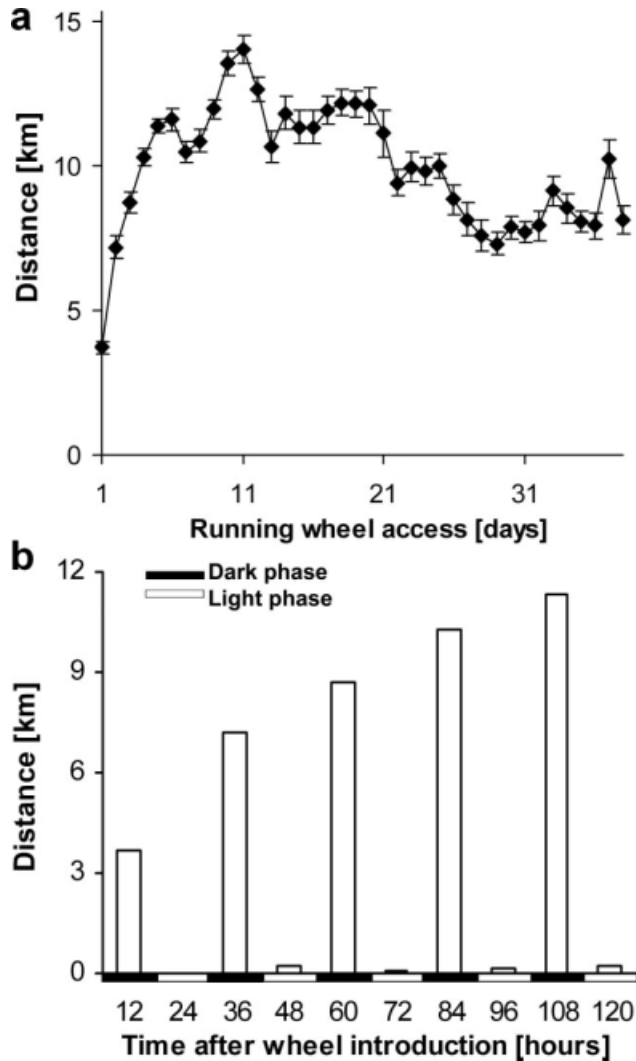 a
15
10
5
0
Distance [km]
1 11 21 31
Running wheel access [days]
b
Dark phase
Light phase
12
9
6
3
0
Distance [km]
12 24 36 48 60 72 84 96 108 120
Time after wheel introduction [hours]